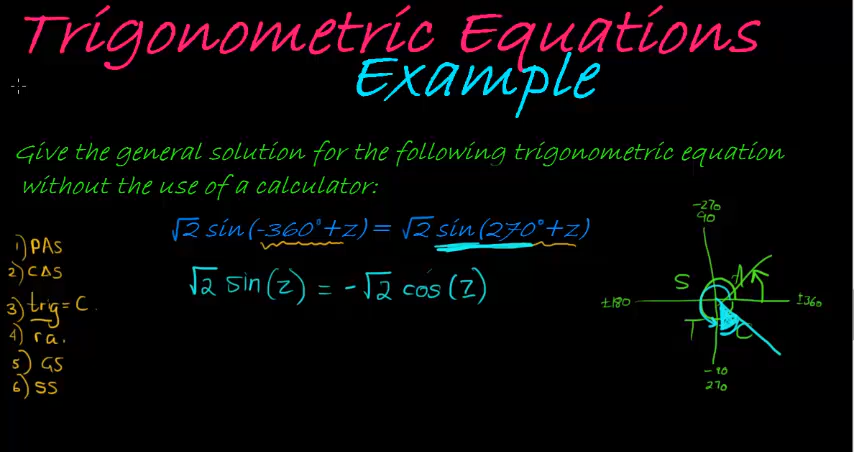 Trigonometric Equations
Example
Give the general solution for the following trigonometric equation
without the use of a calculator:
√2 sin(-360°+z) = √2 sin(270°+z)
√2 sin(z) = -√2 cos(z)
1) PAS
2) CAS
3) trig = C.
4) ra.
5) GS
6) SS
-270
90
S A
±180 ±360
T C
-90
270